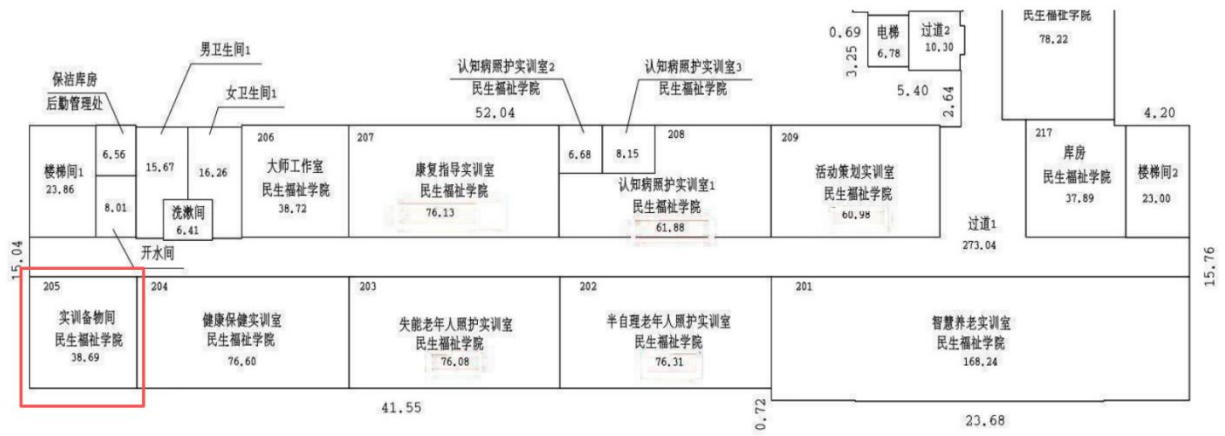 民生福祉学院
78.22
0.69
电梯
6.78
过道2
10.30
3.25
5.40
2.64
男卫生间1
保洁库房
后勤管理处
女卫生间1
认知病照护实训室2
民生福祉学院
认知病照护实训室3
民生福祉学院
52.04
4.20
楼梯间1
23.86
6.56
8.01
15.67
16.26
洗漱间
6.41
开水间
206
大师工作室
民生福祉学院
38.72
207
康复指导实训室
民生福祉学院
76.13
6.68
8.15
208
认知病照护实训室1
民生福祉学院
61.88
209
活动策划实训室
民生福祉学院
60.98
217
库房
民生福祉学院
37.89
楼梯间2
23.00
过道1
273.04
15.04
15.76
205
实训备物间
民生福祉学院
38.69
204
健康保健实训室
民生福祉学院
76.60
203
失能老年人照护实训室
民生福祉学院
76.08
202
半自理老年人照护实训室
民生福祉学院
76.31
201
智慧养老实训室
民生福祉学院
168.24
41.55
0.72
23.68